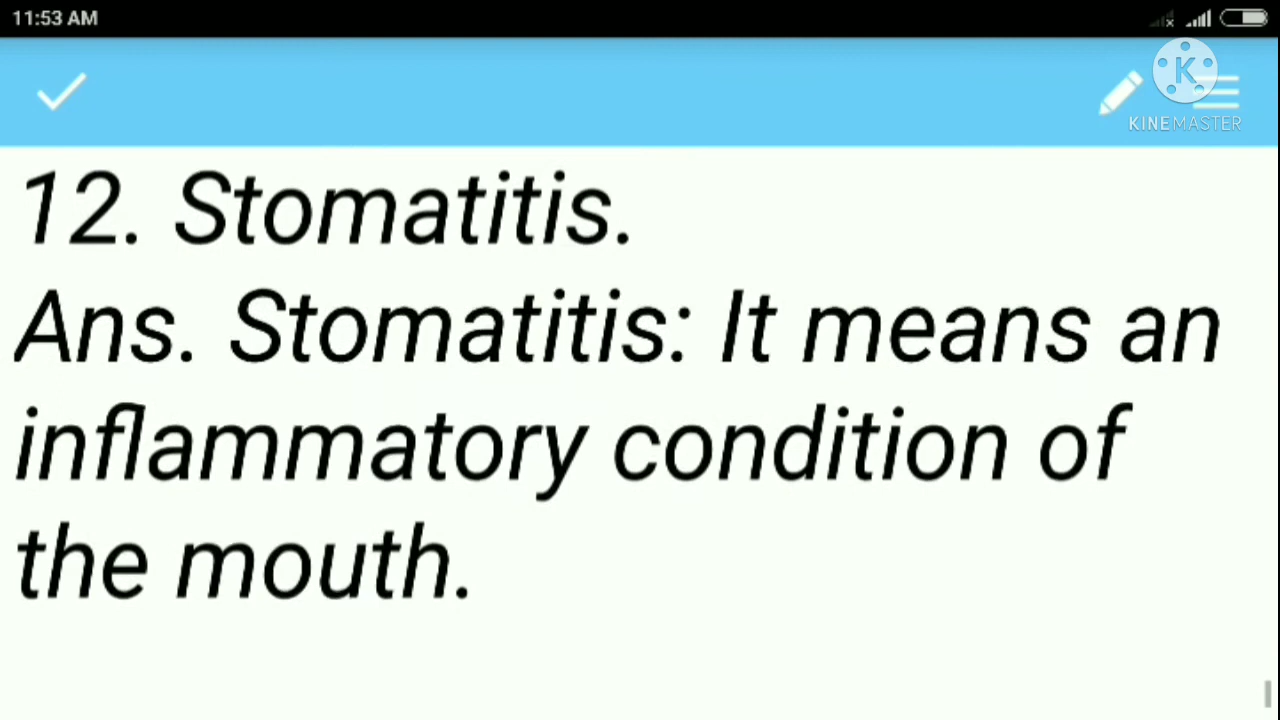 11:53 AM
KINEMASTER
12. Stomatitis.
Ans. Stomatitis: It means an
inflammatory condition of
the mouth.